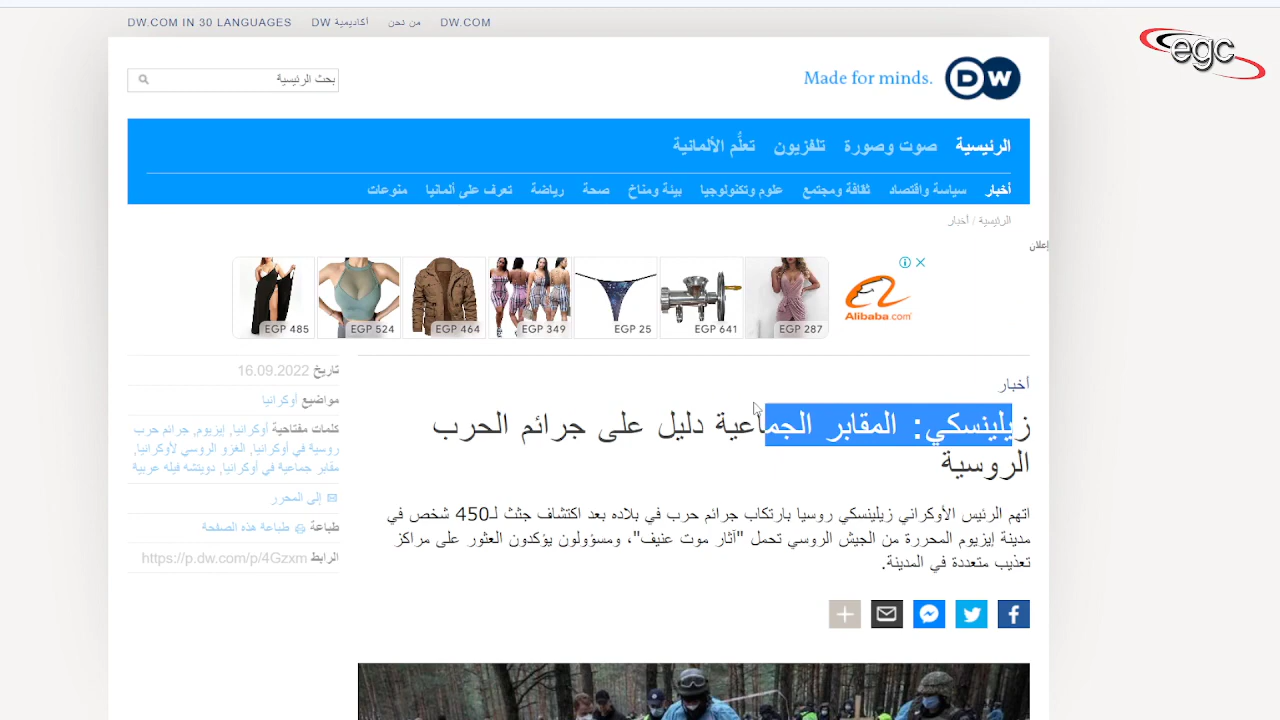 DW.COM IN 30 LANGUAGES أكاديمية DW من نحن DW.COM
egc
بحث الرئيسية
Made for minds. DW
الرئيسية صوت وصورة تلفزيون تعلُّم الألمانية
أخبار سياسة واقتصاد ثقافة ومجتمع علوم وتكنولوجيا بيئة ومناخ صحة رياضة تعرف على ألمانيا منوعات
الرئيسية / أخبار
إعلان
EGP 485 EGP 524 EGP 464 EGP 349 EGP 25 EGP 641 EGP 287 Alibaba.com
أخبار
زيلينسكي: المقابر الجماعية دليل على جرائم الحرب
الروسية
اتهم الرئيس الأوكراني زيلينسكي روسيا بارتكاب جرائم حرب في بلاده بعد اكتشاف جثث لـ450 شخص في
مدينة إيزيوم المحررة من الجيش الروسي تحمل "آثار موت عنيف"، ومسؤولون يؤكدون العثور على مراكز
تعذيب متعددة في المدينة.
تاريخ 16.09.2022
مواضيع أوكرانيا
كلمات مفتاحية أوكرانيا, إيزيوم, جرائم حرب
روسية في أوكرانيا, الغزو الروسي لأوكرانيا,
مقابر جماعية في أوكرانيا, دويتشه فيله عربية
إلى المحرر
طباعة طباعة هذه الصفحة
الرابط https://p.dw.com/p/4Gzxm